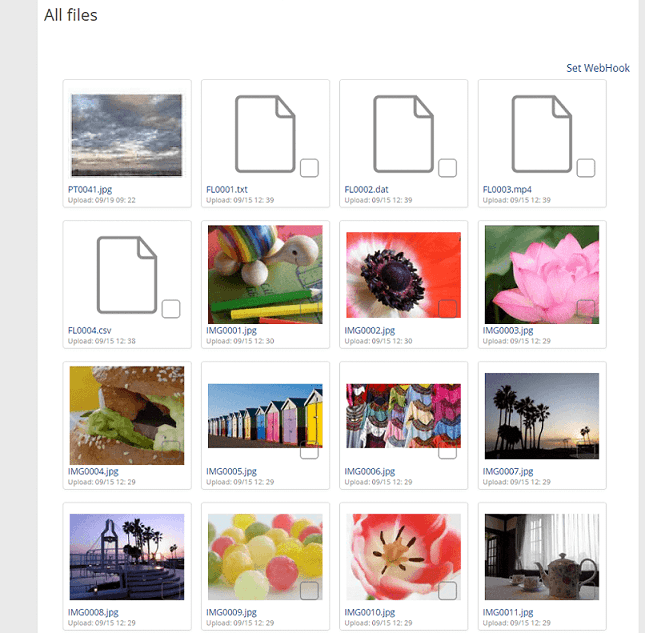 All files
Set WebHook
PT0041.jpg
Upload: 09/19 09: 22
FL0001.txt
Upload: 09/15 12: 39
FL0002.dat
Upload: 09/15 12: 39
FL0003.mp4
Upload: 09/15 12: 39
FL0004.csv
Upload: 09/15 12: 38
IMG0001.jpg
Upload: 09/15 12: 30
IMG0002.jpg
Upload: 09/15 12: 30
IMG0003.jpg
Upload: 09/15 12: 29
IMG0004.jpg
Upload: 09/15 12: 29
IMG0005.jpg
Upload: 09/15 12: 29
IMG0006.jpg
Upload: 09/15 12: 29
IMG0007.jpg
Upload: 09/15 12: 29
IMG0008.jpg
Upload: 09/15 12: 29
IMG0009.jpg
Upload: 09/15 12: 29
IMG0010.jpg
Upload: 09/15 12: 29
IMG0011.jpg
Upload: 09/15 12: 29